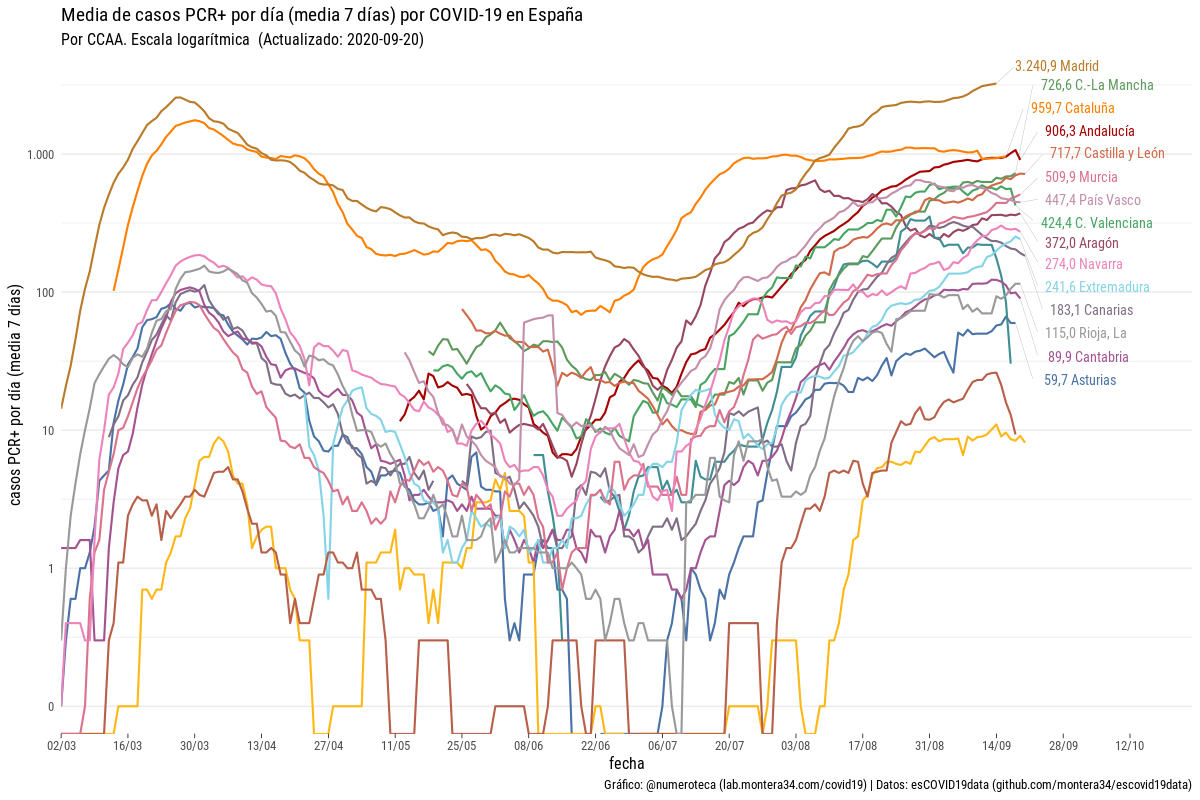 Media de casos PCR+ por día (media 7 días) por COVID-19 en España
Por CCAA. Escala logarítmica (Actualizado: 2020-09-20)
3.240,9 Madrid
726,6 C.-La Mancha
959,7 Cataluña
906,3 Andalucía
717,7 Castilla y León
509,9 Murcia
447,4 País Vasco
424,4 C. Valenciana
372,0 Aragón
274,0 Navarra
241,6 Extremadura
183,1 Canarias
115,0 Rioja, La
89,9 Cantabria
59,7 Asturias
casos PCR+ por día (media 7 días)
1.000
100
10
1
0
02/03 16/03 30/03 13/04 27/04 11/05 25/05 08/06 22/06 06/07 20/07 03/08 17/08 31/08 14/09 28/09 12/10
fecha
Gráfico: @numeroteca (lab.montera34.com/covid19) | Datos: esCOVID19data (github.com/montera34/escovid19data)